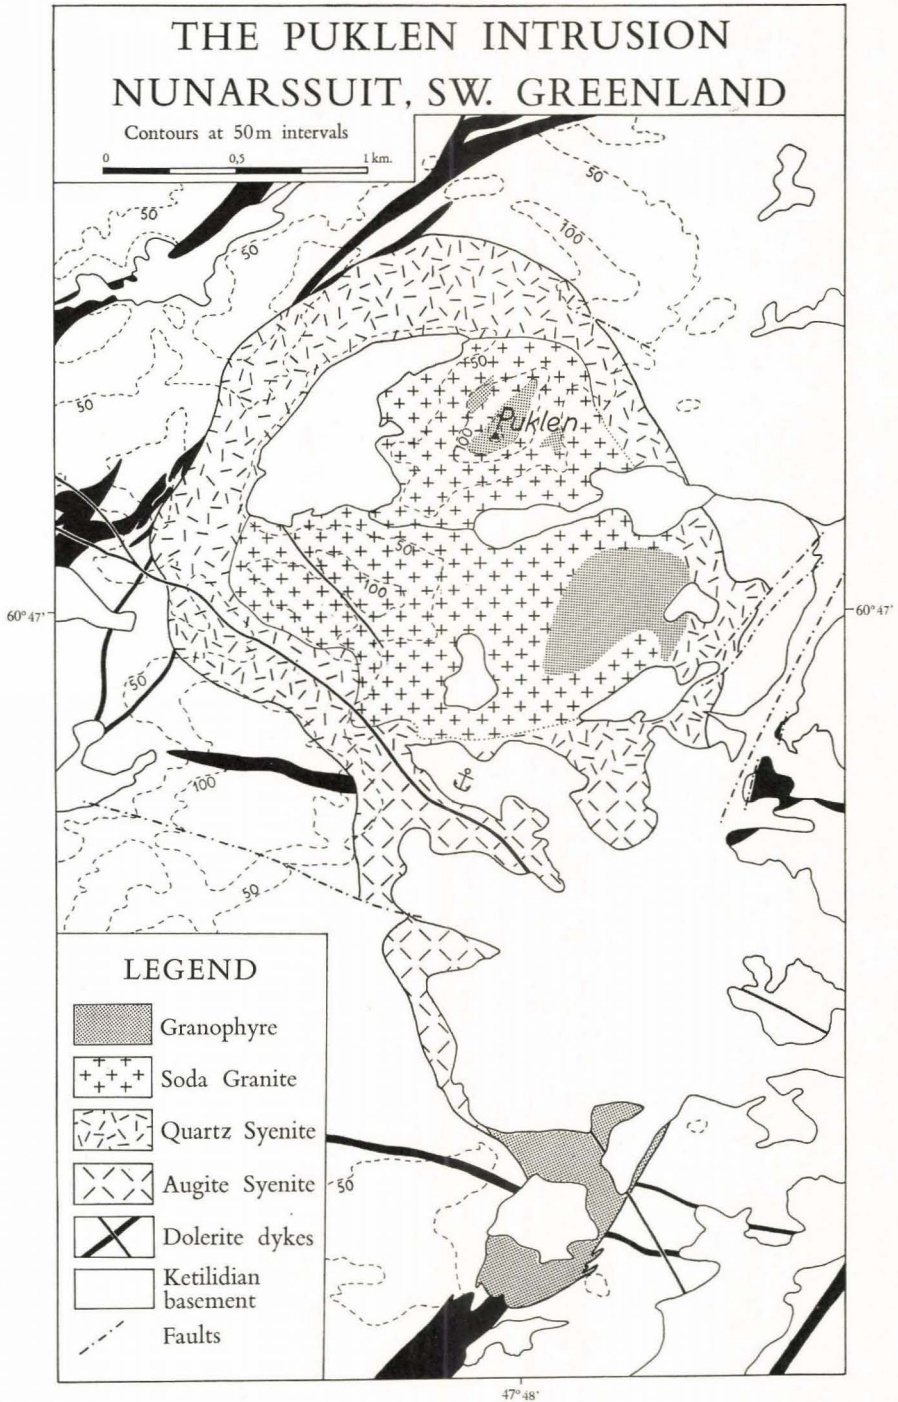 THE PUKLEN INTRUSION
NUNARSSUIT, SW. GREENLAND
Contours at 50m intervals
0 0,5 1 km.
50
50
100
50
50
50
Puklen
100
50
100
60°47'
60°47'
50
100
50
LEGEND
Granophyre
Soda Granite
Quartz Syenite
Augite Syenite
Dolerite dykes
Ketilidian
basement
Faults
50
47°48'